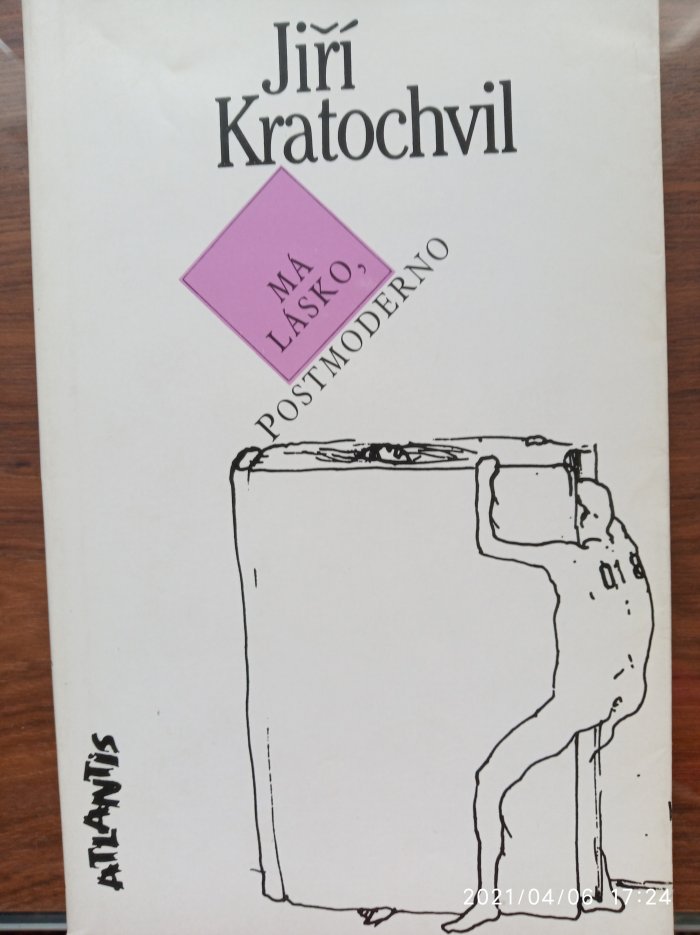 Jiří
Kratochvil
MÁ
LÁSKO,
POSTMODERNO
018
ATLANTIS
2021/04/06 17:24